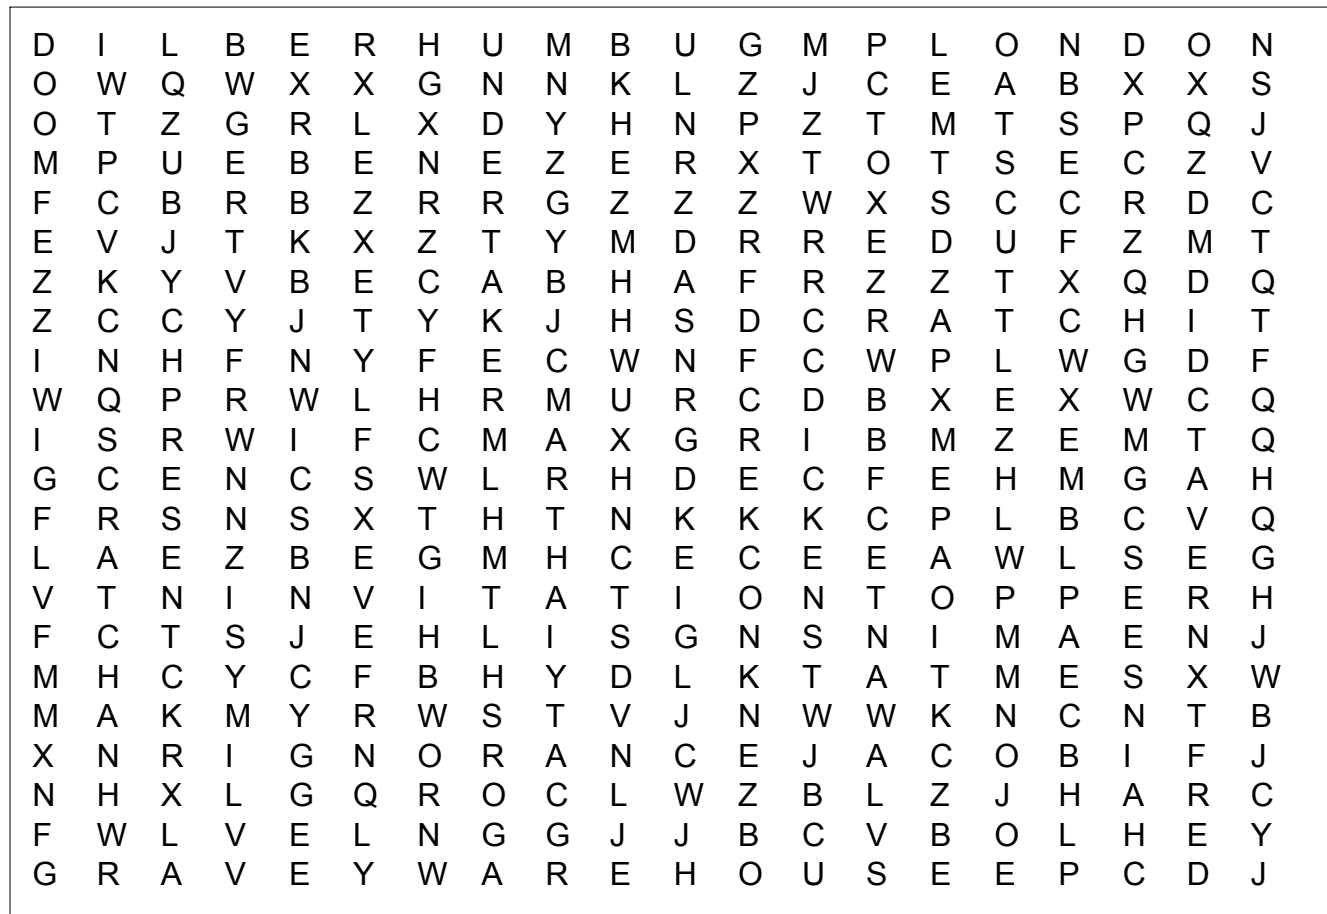 D I L B E R H U M B U G M P L O N D O N
O W Q W X X G N N K L Z J C E A B X X S
O T Z G R L X D Y H N P Z T M T S P Q J
M P U E B E N E Z E R X T O T S E C Z V
F C B R B Z R R G Z Z Z W X S C C R D C
E V J T K X Z T Y M D R R E D U F Z M T
Z K Y V B E C A B H A F R Z Z T X Q D Q
Z C C Y J T Y K J H S D C R A T C H I T
I N H F N Y F E C W N F C W P L W G D F
W Q P R W L H R M U R C D B X E X W C Q
I S R W I F C M A X G R I B M Z E M T Q
G C E N C S W L R H D E C F E H M G A H
F R S N S X T H T N K K K C P L B C V Q
L A E Z B E G M H C E C E E A W L S E G
V T N I N V I T A T I O N T O P P E R H
F C T S J E H L I S G N S N I M A E N J
M H C Y C F B H Y D L K T A T M E S X W
M A K M Y R W S T V J N W W K N C N T B
X N R I G N O R A N C E J A C O B I F J
N H X L G Q R O C L W Z B L Z J H A R C
F W L V E L N G G J J B C V B O L H E Y
G R A V E Y W A R E H O U S E E P C D J